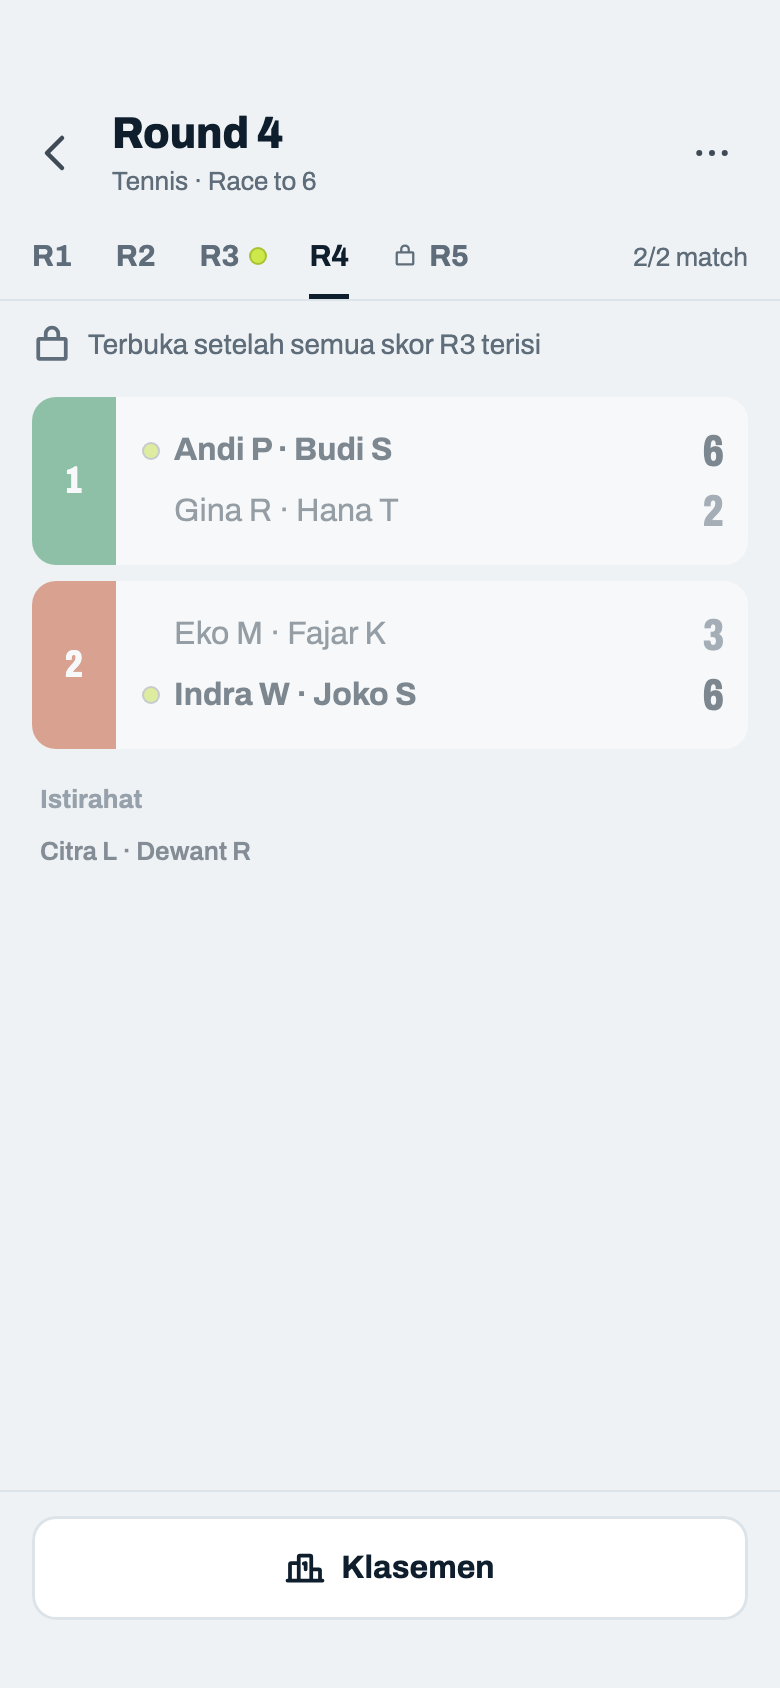 Round 4
Tennis · Race to 6
R1 R2 R3 R4 R5 2/2 match
Terbuka setelah semua skor R3 terisi
1
Andi P · Budi S 6
Gina R · Hana T 2
2
Eko M · Fajar K 3
Indra W · Joko S 6
Istirahat
Citra L · Dewant R
Klasemen